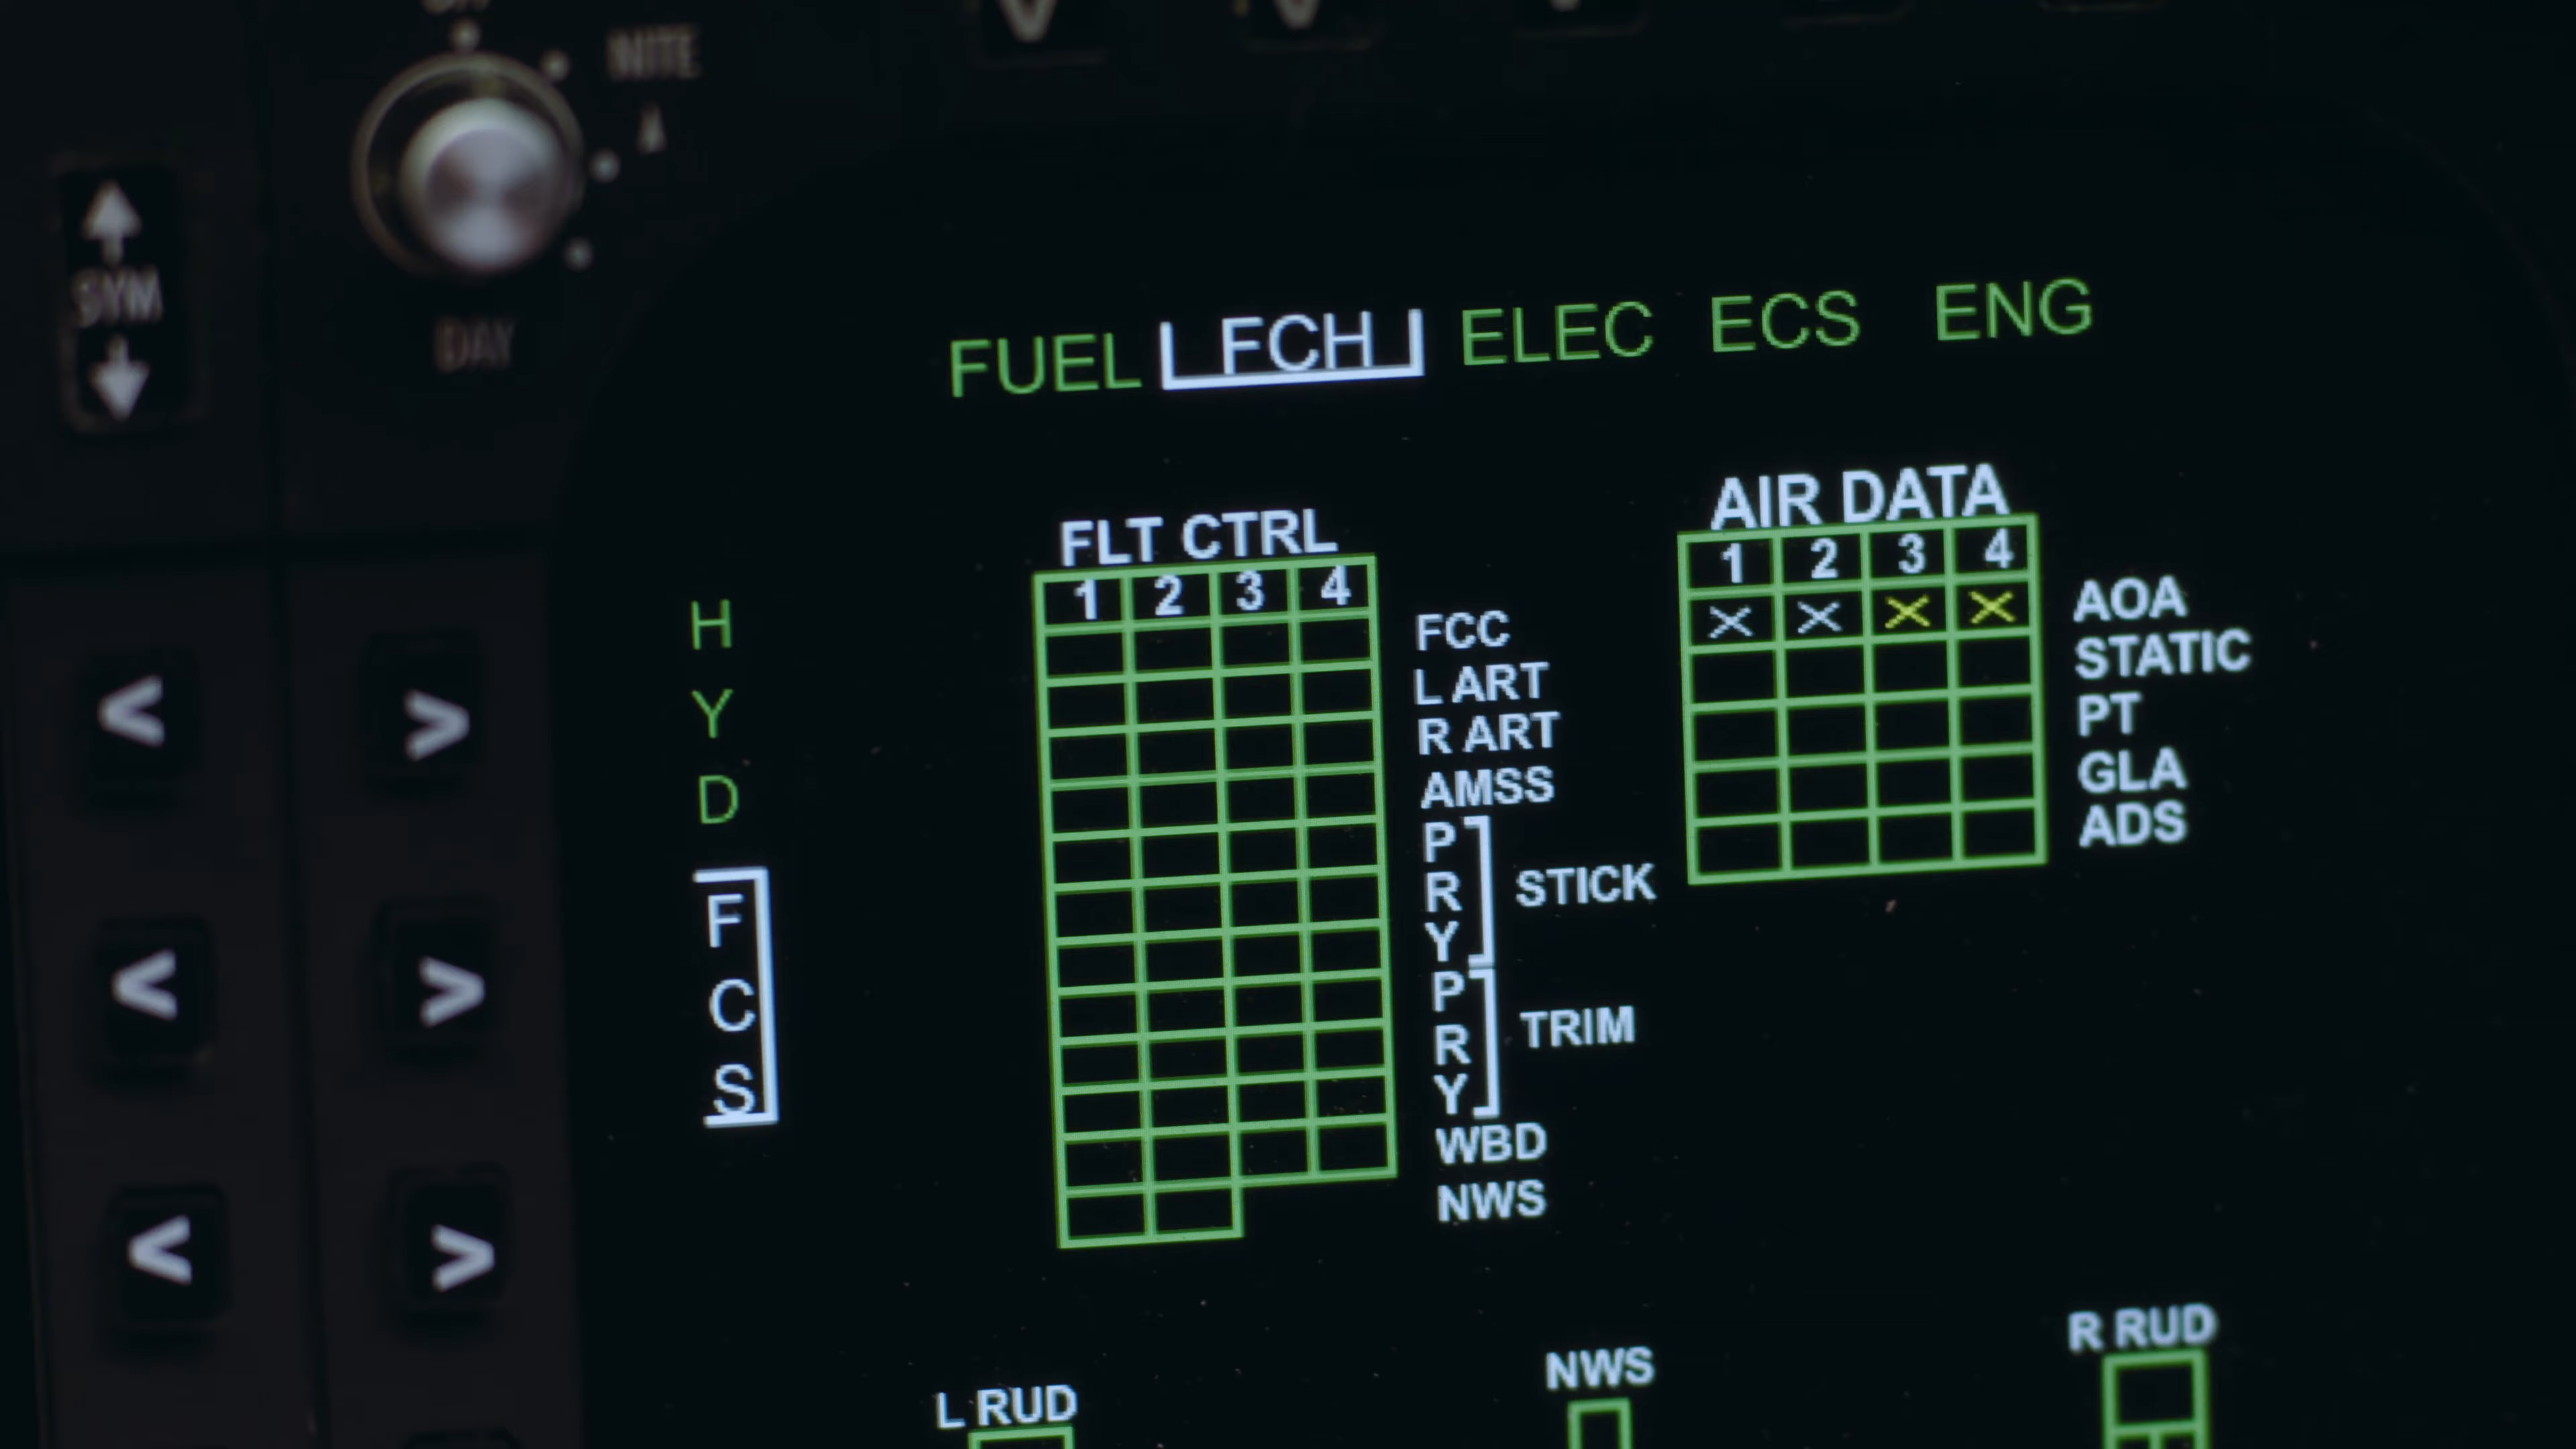 NITE
SYM
DAY
FUEL FCH ELEC ECS ENG
FLT CTRL
1 2 3 4
FCC
L ART
R ART
AMSS
P
R
Y
STICK
P
R
Y
TRIM
WBD
NWS
AIR DATA
1 2 3 4
AOA
STATIC
PT
GLA
ADS
H
Y
D
F
C
S
L RUD
NWS
R RUD